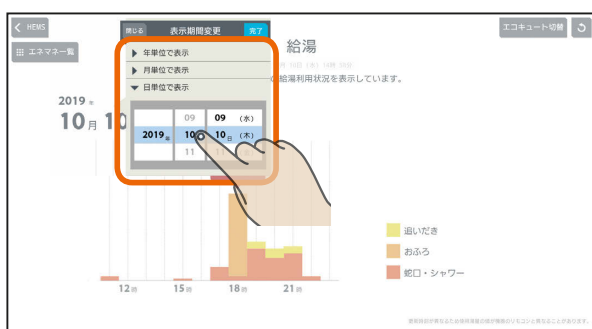 HEMS
エネマネ一覧
閉じる 表示期間変更 完了
エコキュート切替
給湯
年単位で表示
月単位で表示
日単位で表示
の給湯利用状況を表示しています。
2019年
10月 10
09 09 (水)
2019年 10 10日 (木)
11 11
追いだき
おふろ
蛇口・シャワー
12時 15時 18時 21時